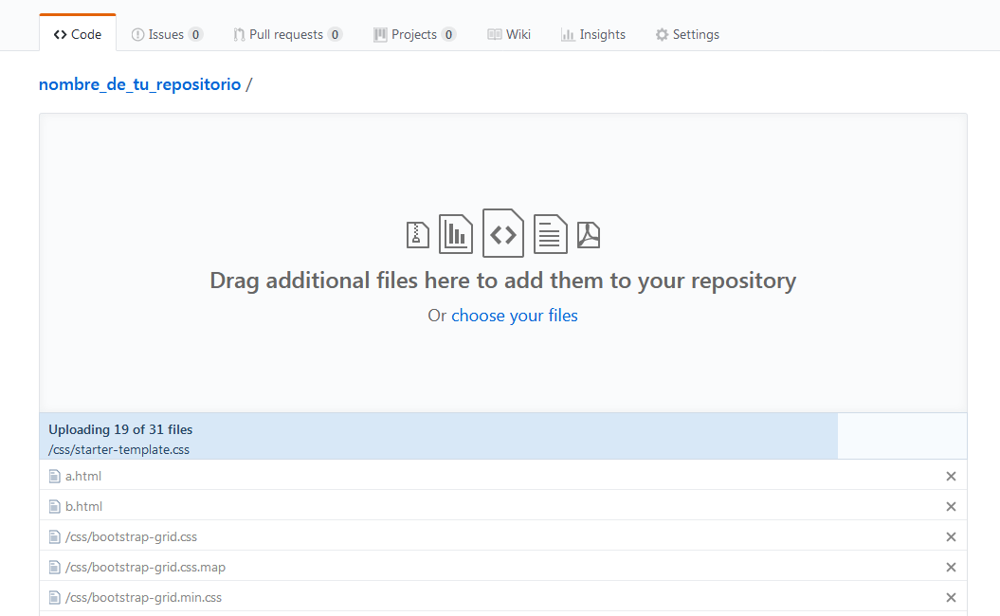 Code Issues 0 Pull requests 0 Projects 0 Wiki Insights Settings
nombre_de_tu_repositorio /
Drag additional files here to add them to your repository
Or choose your files
Uploading 19 of 31 files
/css/starter-template.css
a.html
b.html
/css/bootstrap-grid.css
/css/bootstrap-grid.css.map
/css/bootstrap-grid.min.css